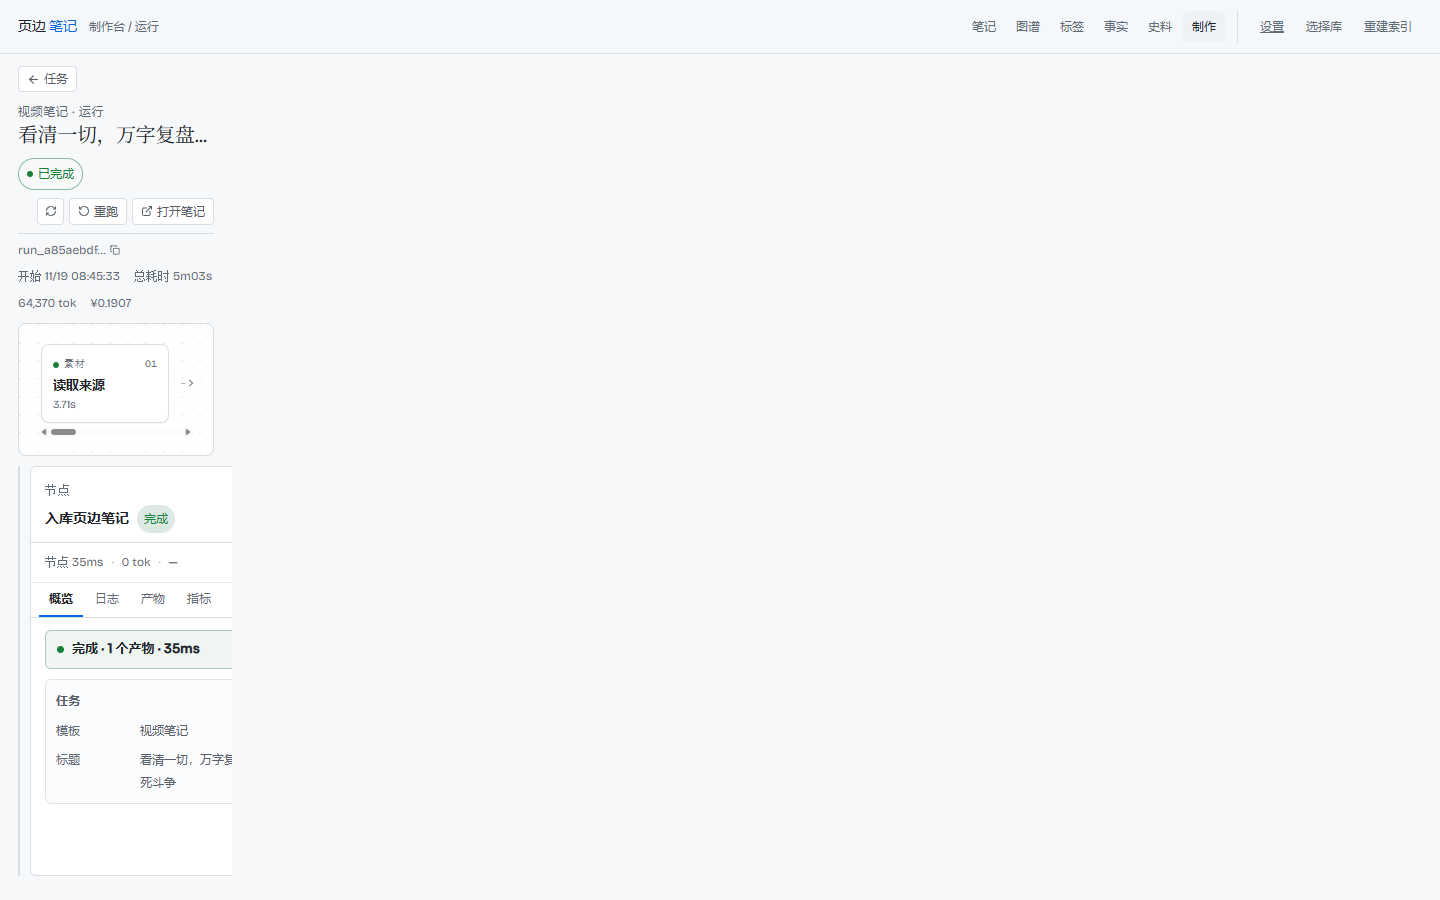 页边 笔记 制作台 / 运行 笔记 图谱 标签 事实 史料 制作 设置 选择库 重建索引
← 任务
视频笔记 · 运行
看清一切，万字复盘...
已完成
重跑 打开笔记
run_a85aebdf...
开始 11/19 08:45:33 总耗时 5m03s
64,370 tok ¥0.1907
素材 01
读取来源
3.71s
节点
入库页边笔记 完成
节点 35ms · 0 tok · —
概览 日志 产物 指标
完成 · 1 个产物 · 35ms
任务
模板 视频笔记
标题 看清一切，万字复
死斗争